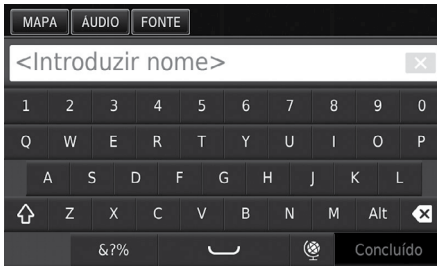 MAPA ÁUDIO FONTE
<Introduzir nome>
1 2 3 4 5 6 7 8 9 0
Q W E R T Y U I O P
A S D F G H J K L
Z X C V B N M Alt
&?% Concluído